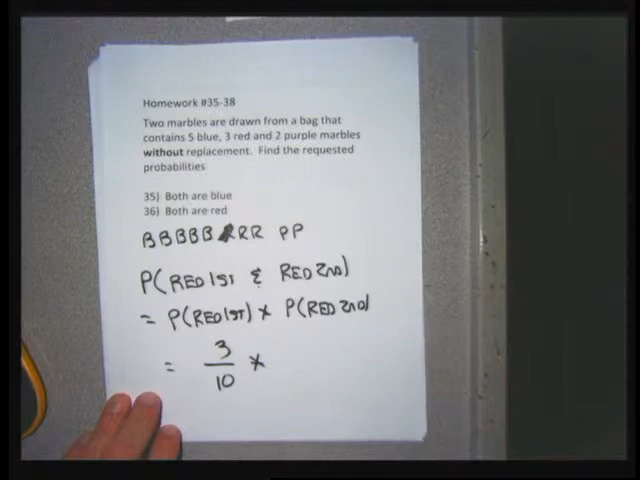 Homework #35-38
Two marbles are drawn from a bag that
contains 5 blue, 3 red and 2 purple marbles
without replacement. Find the requested
probabilities
35) Both are blue
36) Both are red
BBBBB RRR PP
P(RED 1ST & RED 2ND)
= P(RED 1ST) × P(RED 2ND)
= 3/10 ×